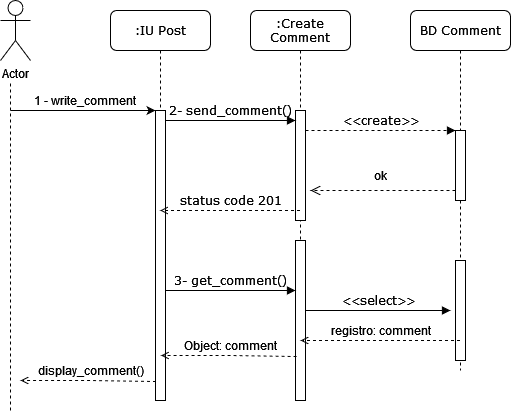 :IU Post
:Create
Comment
BD Comment
Actor
1 - write_comment
2- send_comment()
<<create>>
ok
status code 201
3- get_comment()
<<select>>
registro: comment
Object: comment
display_comment()